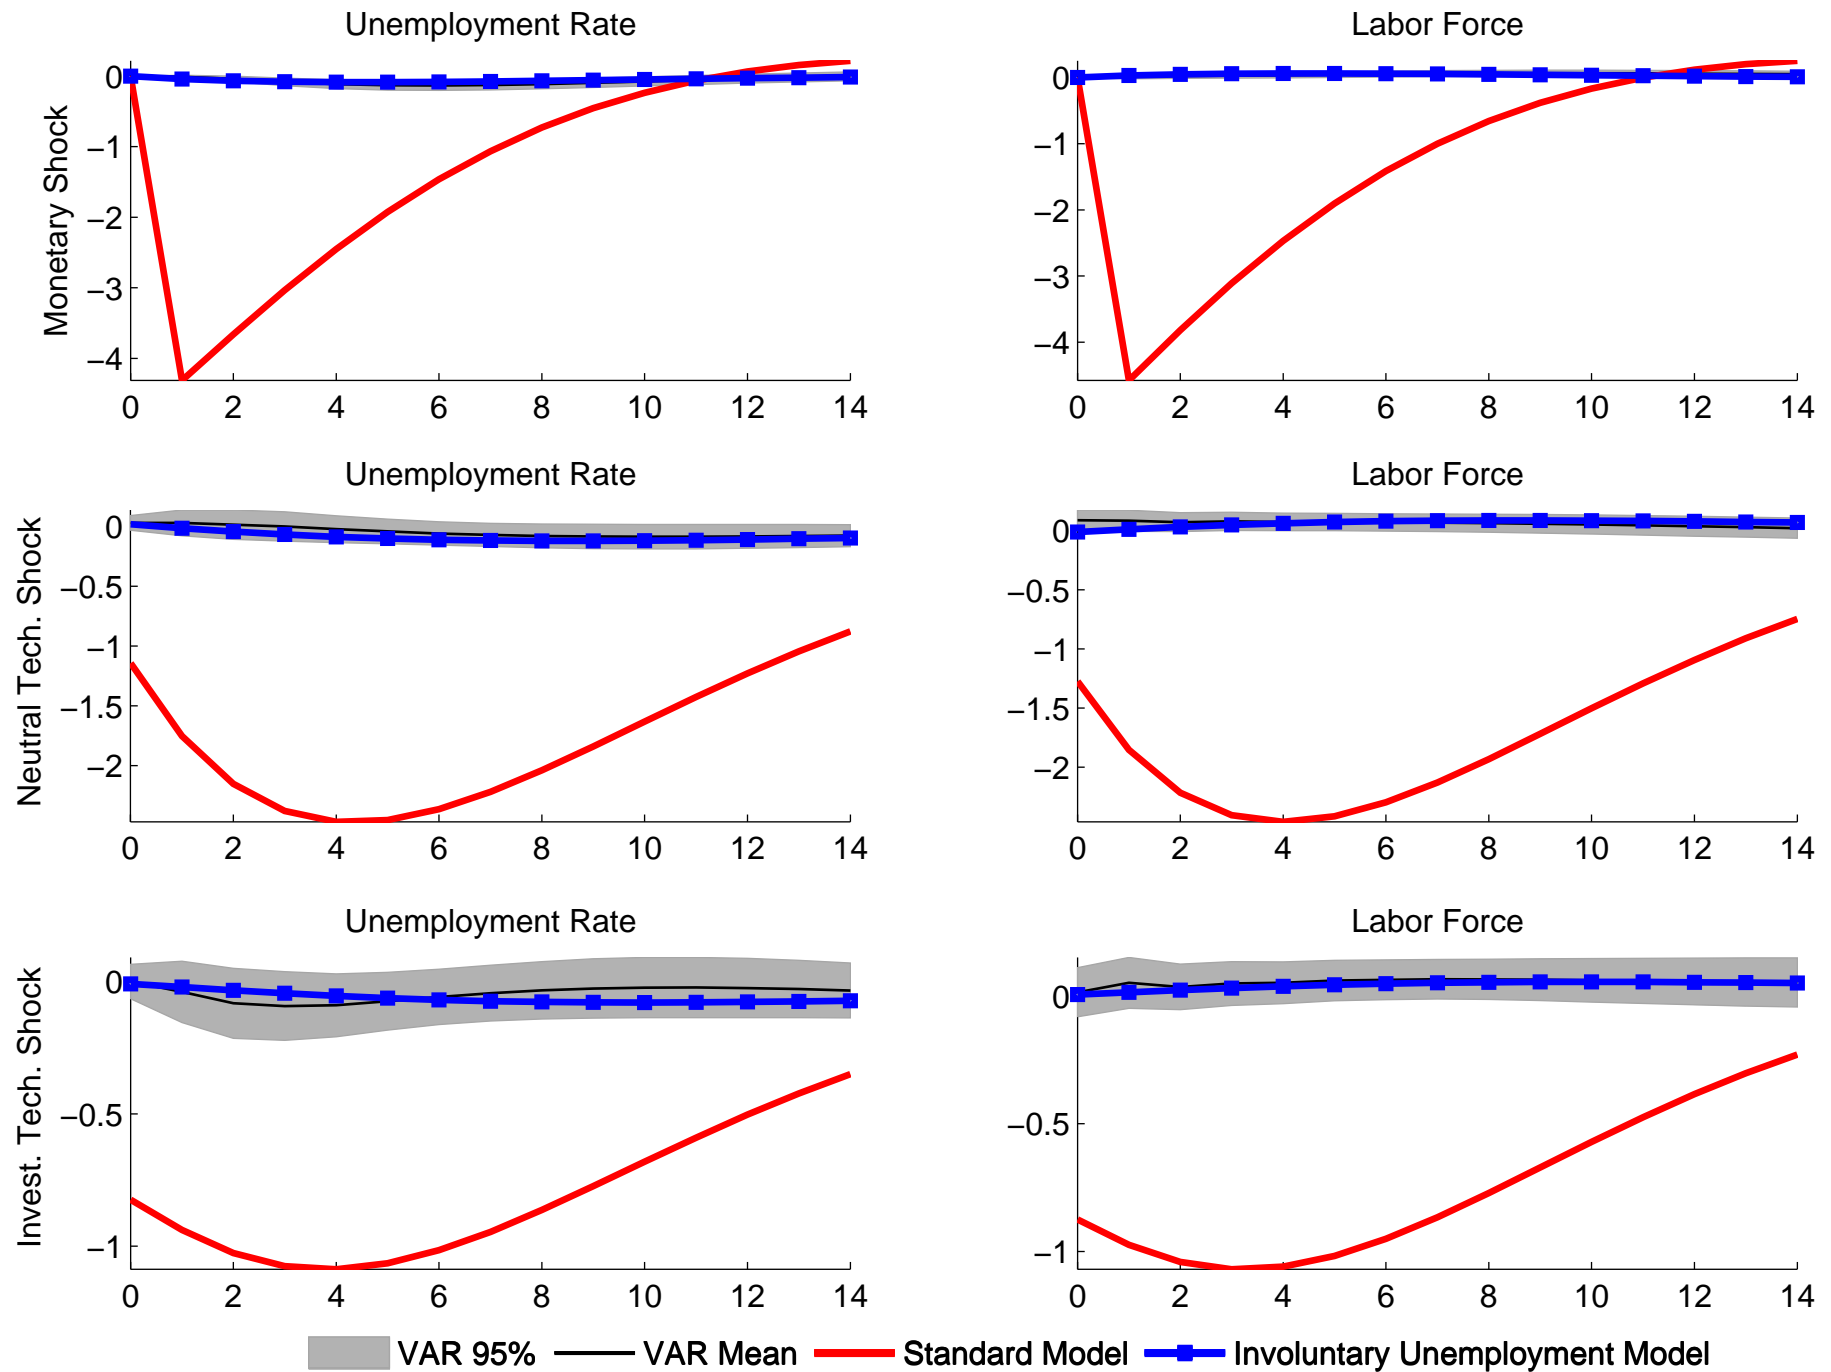 Unemployment Rate
Labor Force
Monetary Shock
0
−1
−2
−3
−4
0 2 4 6 8 10 12 14
0
−1
−2
−3
−4
0 2 4 6 8 10 12 14
Unemployment Rate
Labor Force
Neutral Tech. Shock
0
−0.5
−1
−1.5
−2
0 2 4 6 8 10 12 14
0
−0.5
−1
−1.5
−2
0 2 4 6 8 10 12 14
Unemployment Rate
Labor Force
Invest. Tech. Shock
0
−0.5
−1
0 2 4 6 8 10 12 14
0
−0.5
−1
0 2 4 6 8 10 12 14
VAR 95% VAR Mean Standard Model Involuntary Unemployment Model